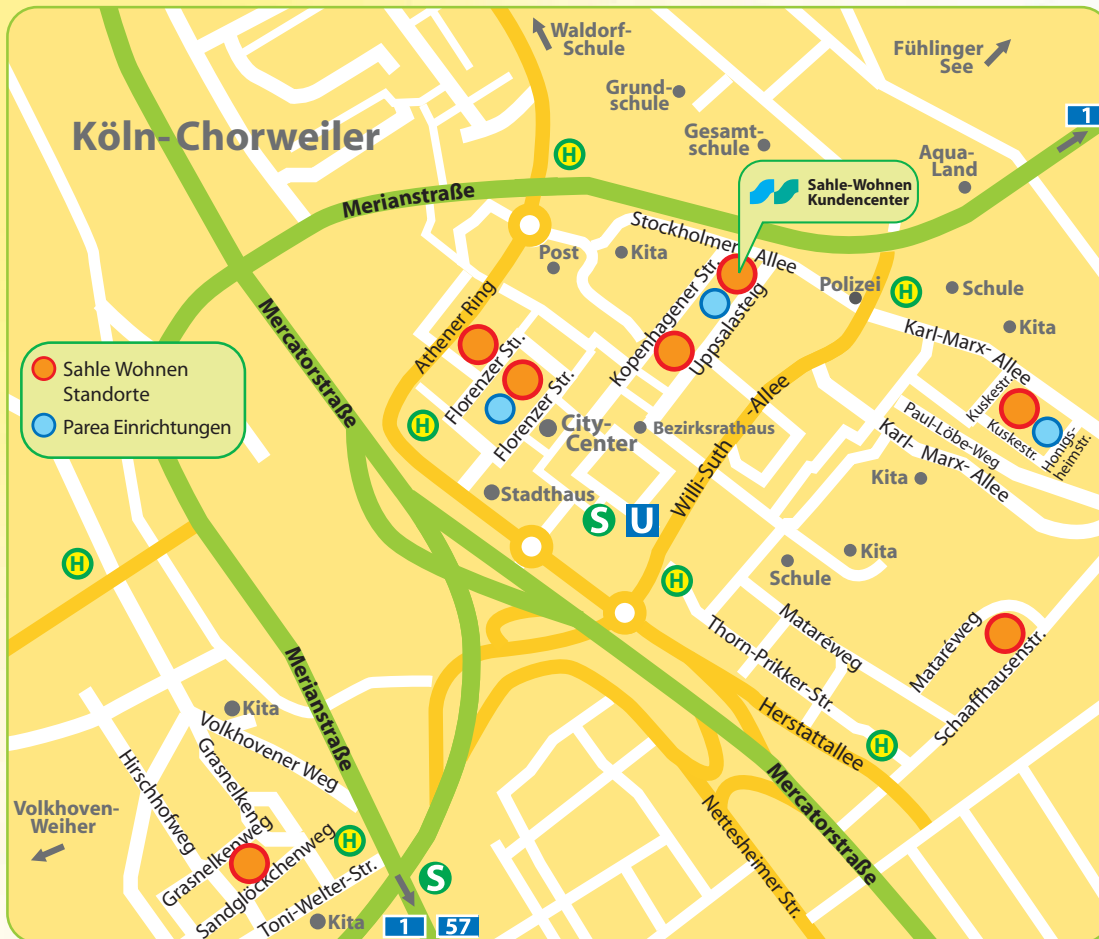 Waldorf-
Schule
Fühlinger
See
Grund-
schule
1
Köln-Chorweiler
Gesamt-
schule
H
Aqua-
Land
Sahle-Wohnen
Kundencenter
Merianstraße
Stockholmer Allee
Post
Kita
Kopenhagener Str.
Uppsalasteig
Polizei
H
Schule
Kita
Karl-Marx- Allee
Athener Ring
Mercatorstraße
Sahle Wohnen
Standorte
Parea Einrichtungen
Florenzer Str.
Florenzer Str.
H
City-
Center
Bezirksrathaus
Willi-Suth -Allee
Kuskestr.
Kuskestr.
Honigs-
heimstr.
Paul-Löbe-Weg
Karl- Marx- Allee
Kita
Stadthaus
S
U
H
Kita
Schule
H
Mataréweg
Thorn-Prikker-Str.
Mataréweg
Schaaffhausenstr.
Herstattallee
H
Merianstraße
Kita
Volkhovener Weg
Grasnelkenweg
Hirschhofweg
Grasnelkenweg
Sandglöckchenweg
H
Toni-Welter-Str.
Volkhoven-
Weiher
Mercatorstraße
Nettesheimer Str.
S
Kita
1
57